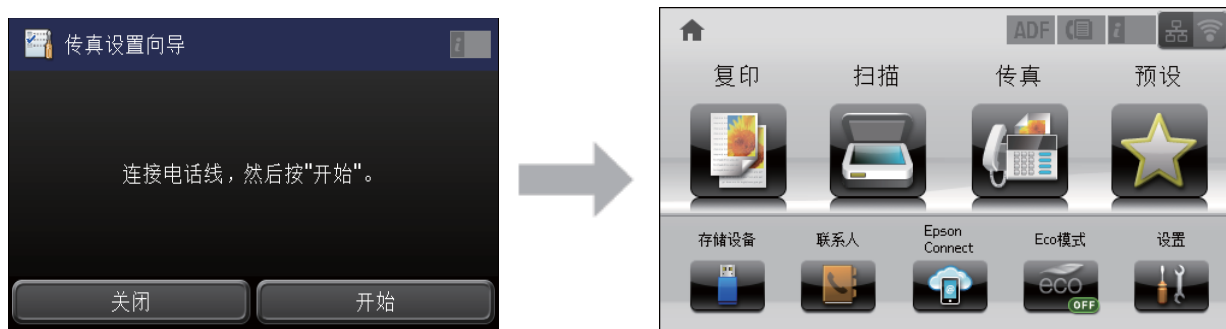 传真设置向导
i
连接电话线，然后按"开始"。
关闭
开始
ADF
i
复印
扫描
传真
预设
存储设备
联系人
Epson
Connect
Eco模式
设置
eco
OFF